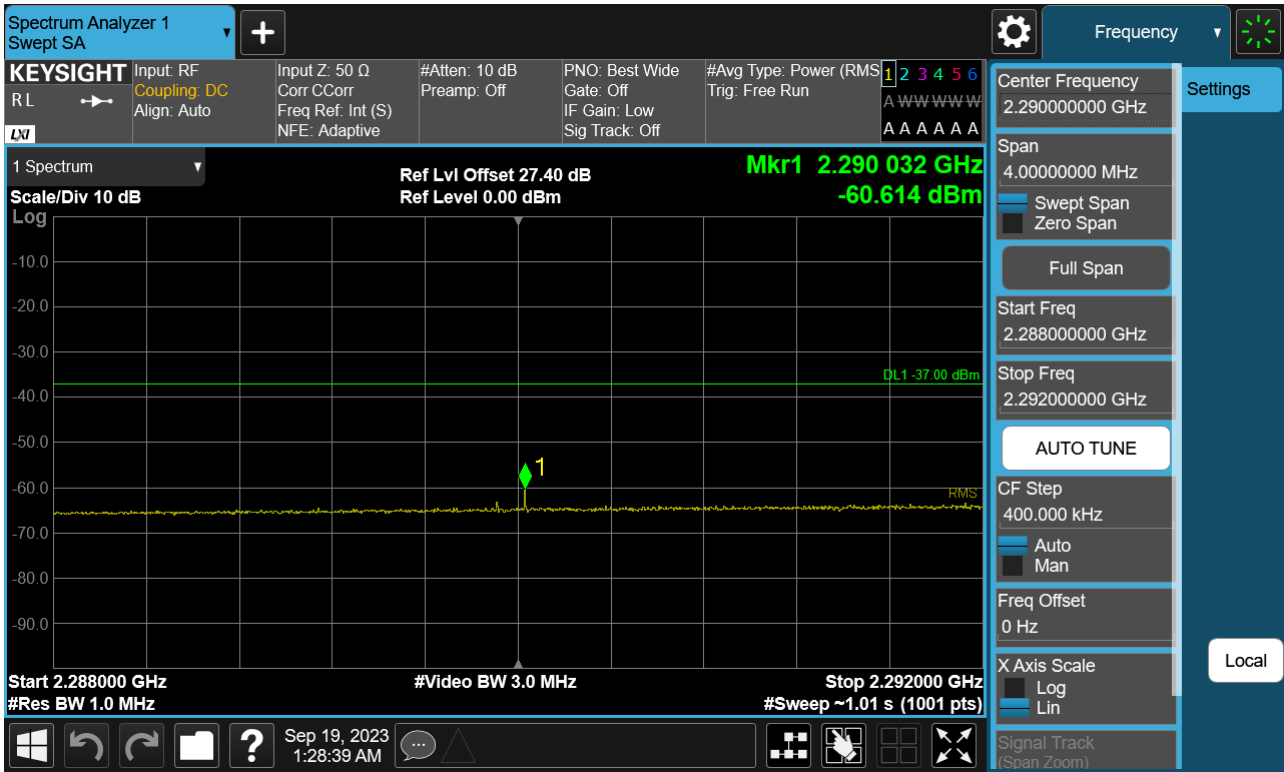 Spectrum Analyzer 1
Swept SA
+
Frequency
KEYSIGHT
R L
LXI
Input: RF
Coupling: DC
Align: Auto
Input Z: 50 Ω
Corr CCorr
Freq Ref: Int (S)
NFE: Adaptive
#Atten: 10 dB
Preamp: Off
PNO: Best Wide
Gate: Off
IF Gain: Low
Sig Track: Off
#Avg Type: Power (RMS
Trig: Free Run
1 2 3 4 5 6
A W W W W W
A A A A A A
1 Spectrum
Scale/Div 10 dB
Log
Ref Lvl Offset 27.40 dB
Ref Level 0.00 dBm
Mkr1 2.290 032 GHz
-60.614 dBm
-10.0
-20.0
-30.0
DL1 -37.00 dBm
-40.0
-50.0
1
-60.0
RMS
-70.0
-80.0
-90.0
Start 2.288000 GHz
#Res BW 1.0 MHz
#Video BW 3.0 MHz
Stop 2.292000 GHz
#Sweep ~1.01 s (1001 pts)
Center Frequency
2.290000000 GHz
Span
4.00000000 MHz
Swept Span
Zero Span
Full Span
Start Freq
2.288000000 GHz
Stop Freq
2.292000000 GHz
AUTO TUNE
CF Step
400.000 kHz
Auto
Man
Freq Offset
0 Hz
X Axis Scale
Log
Lin
Signal Track
(Span Zoom)
Settings
Local
?
Sep 19, 2023
1:28:39 AM